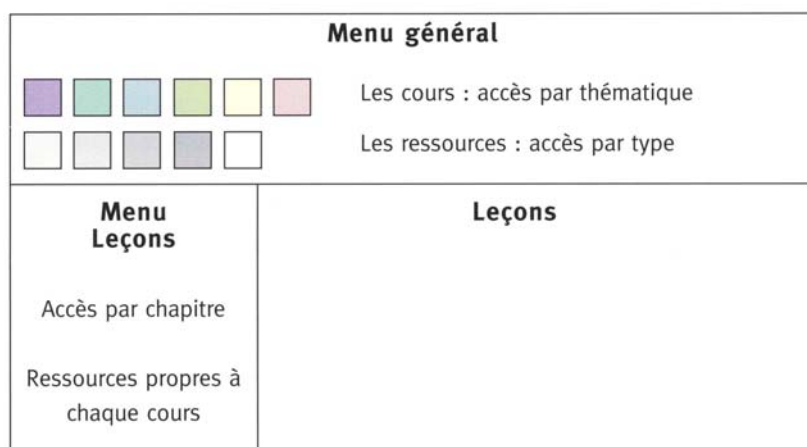 Menu général
Les cours : accès par thématique
Les ressources : accès par type
Menu
Leçons
Accès par chapitre
Ressources propres à
chaque cours
Leçons